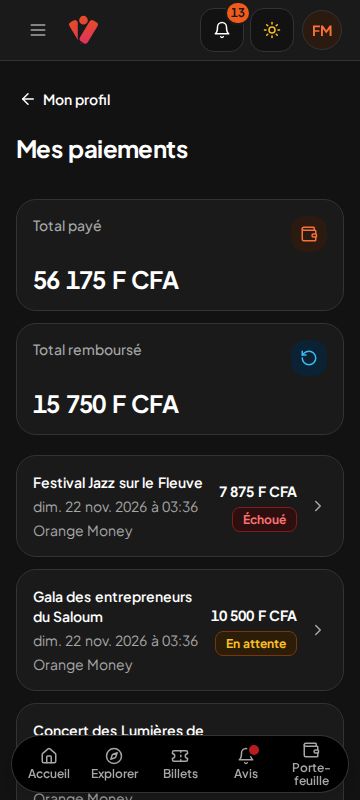 13
FM
Mon profil
Mes paiements
Total payé
56 175 F CFA
Total remboursé
15 750 F CFA
Festival Jazz sur le Fleuve
7 875 F CFA
dim. 22 nov. 2026 à 03:36
Échoué
Orange Money
Gala des entrepreneurs
du Saloum
10 500 F CFA
dim. 22 nov. 2026 à 03:36
En attente
Orange Money
Concert des Lumières de
Orange Money
Accueil
Explorer
Billets
Avis
Porte-
feuille